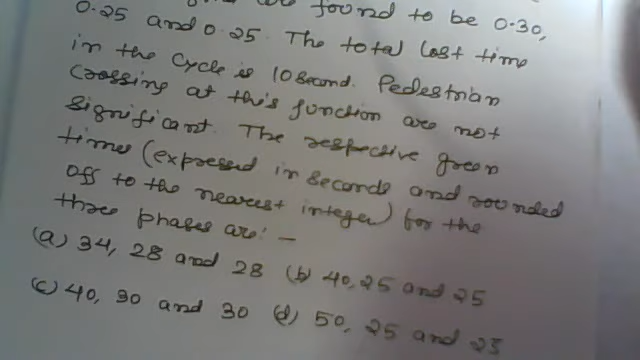 found to be 0.30,
0.25 and 0.25. The total lost time
in the cycle is 10 second. Pedestrian
crossing at this junction are not
significant. The respective green
times (expressed in seconds and rounded
off to the nearest integer) for the
three phases are: —
(a) 34, 28 and 28 (b) 40, 25 and 25
(c) 40, 30 and 30 (d) 50, 25 and 25